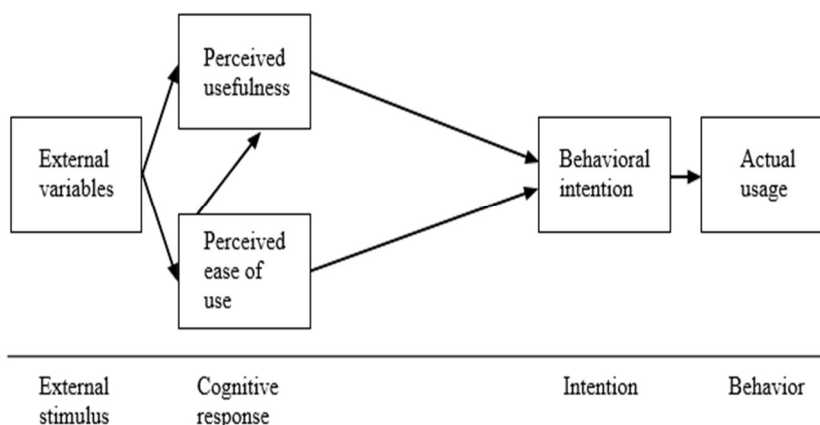 Perceived
usefulness
External
variables
Behavioral
intention
Actual
usage
Perceived
ease of
use
External
stimulus
Cognitive
response
Intention
Behavior